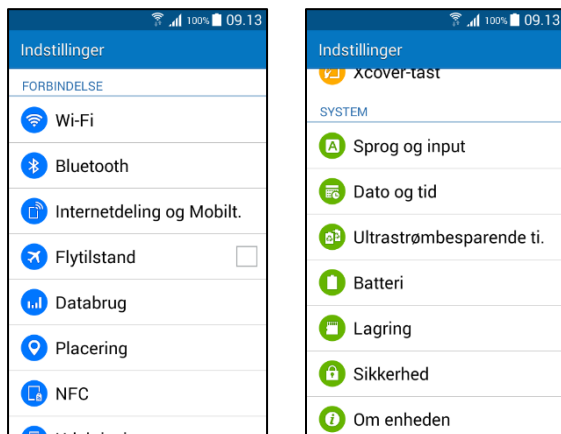 100% 09.13
Indstillinger
FORBINDELSE
Wi-Fi
Bluetooth
Internetdeling og Mobilt.
Flytilstand
Databrug
Placering
NFC
100% 09.13
Indstillinger
Xcover-tast
SYSTEM
A
Sprog og input
Dato og tid
Ultrastrømbesparende ti.
Batteri
Lagring
Sikkerhed
Om enheden